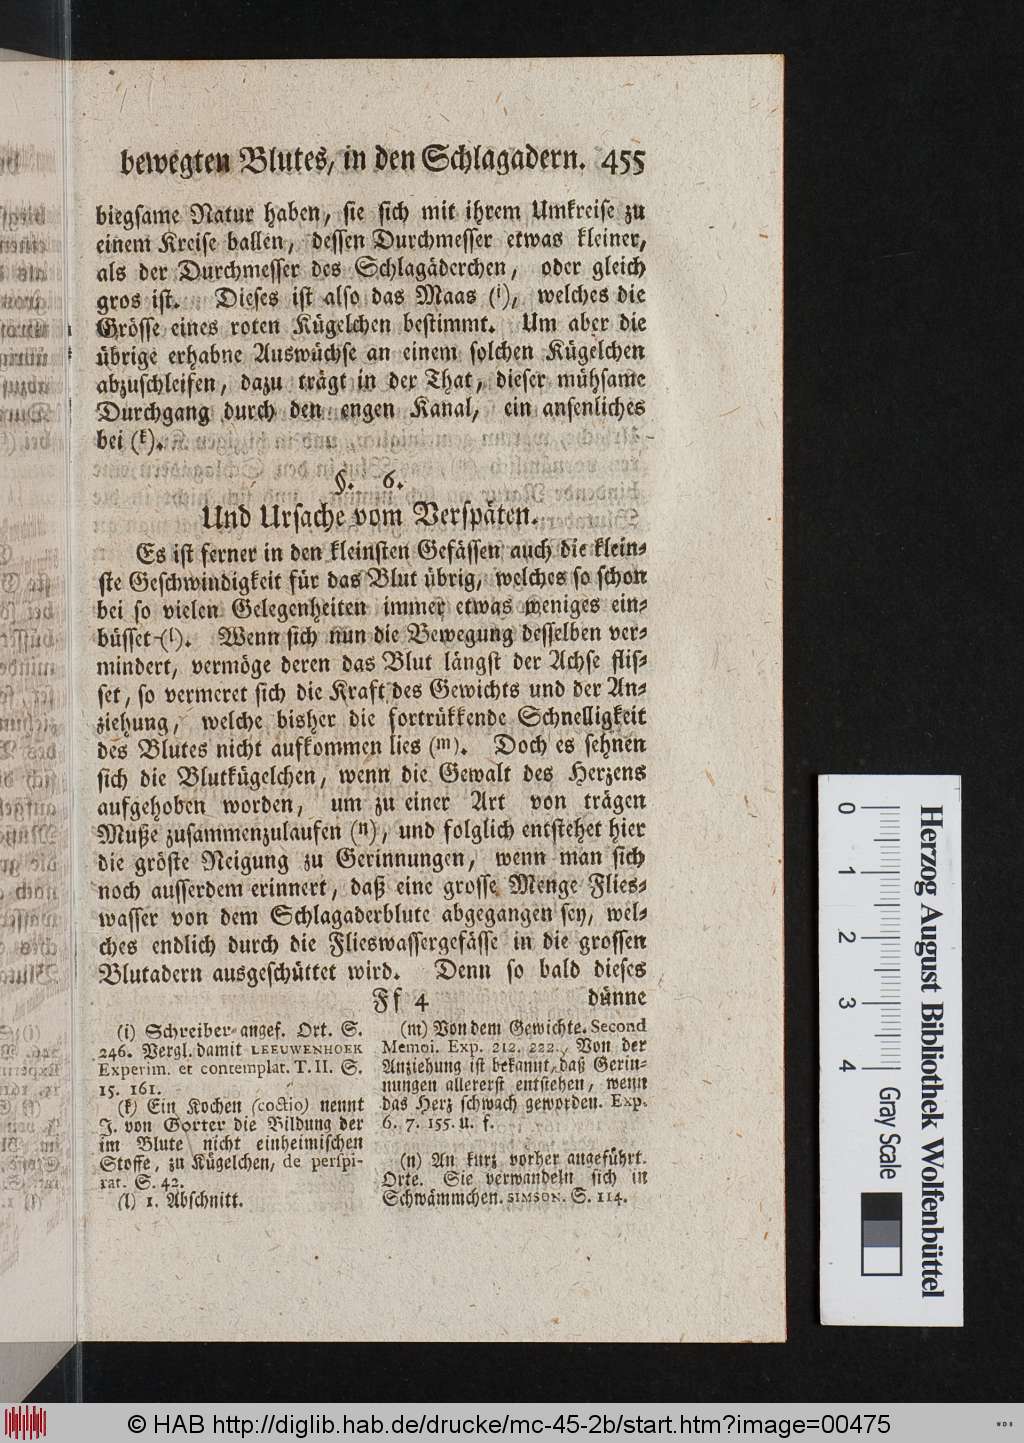 bewegten Blutes, in den Schlagadern. 455
biegsame Natur haben, sie sich mit ihrem Umkreise zu
einem Kreise ballen, dessen Durchmesser etwas kleiner,
als der Durchmesser des Schlagäderchen, oder gleich
gros ist. Dieses ist also das Maas (i), welches die
Grösse eines roten Kügelchen bestimmt. Um aber die
übrige erhabne Auswüchse an einem solchen Kügelchen
abzuschleifen, dazu trägt in der That, dieser mühsame
Durchgang durch den engen Kanal, ein ansenliches
bei (k).
§. 6.
Und Ursache vom Verspäten.
Es ist ferner in den kleinsten Gefässen auch die klein-
ste Geschwindigkeit für das Blut übrig, welches so schon
bei so vielen Gelegenheiten immer etwas weniges ein-
büsset (l). Wenn sich nun die Bewegung desselben ver-
mindert, vermöge deren das Blut längst der Achse flis-
set, so vermeret sich die Kraft des Gewichts und der An-
ziehung, welche bisher die fortrükkende Schnelligkeit
des Blutes nicht aufkommen lies (m). Doch es sehnen
sich die Blutkügelchen, wenn die Gewalt des Herzens
aufgehoben worden, um zu einer Art von trägen
Muße zusammenzulaufen (n), und folglich entstehet hier
die gröste Neigung zu Gerinnungen, wenn man sich
noch ausserdem erinnert, daß eine grosse Menge Flies-
wasser von dem Schlagaderblute abgegangen sey, wel-
ches endlich durch die Flieswassergefässe in die grossen
Blutadern ausgeschüttet wird. Denn so bald dieses
Ff 4 dünne
(i) Schreiber angef. Ort. S.
246. Vergl. damit LEEUWENHOEK
Experim. et contemplat. T. II. S.
15. 161.
(k) Ein Kochen (coctio) nennt
J. von Gorter die Bildung der
im Blute nicht einheimischen
Stoffe, zu Kügelchen, de perspi-
rat. S. 42.
(l) 1. Abschnitt.
(m) Von dem Gewichte. Second
Memoi. Exp. 212. 222. Von der
Anziehung ist bekannt, daß Gerin-
nungen allererst entstehen, wenn
das Herz schwach geworden. Exp.
6. 7. 155. u. f.
(n) An kurz vorher angeführt.
Orte. Sie verwandeln sich in
Schwämmchen. SIMSON. S. 114.
0 1 2 3 4
Herzog August Bibliothek Wolfenbüttel
Gray Scale
© HAB http://diglib.hab.de/drucke/mc-45-2b/start.htm?image=00475